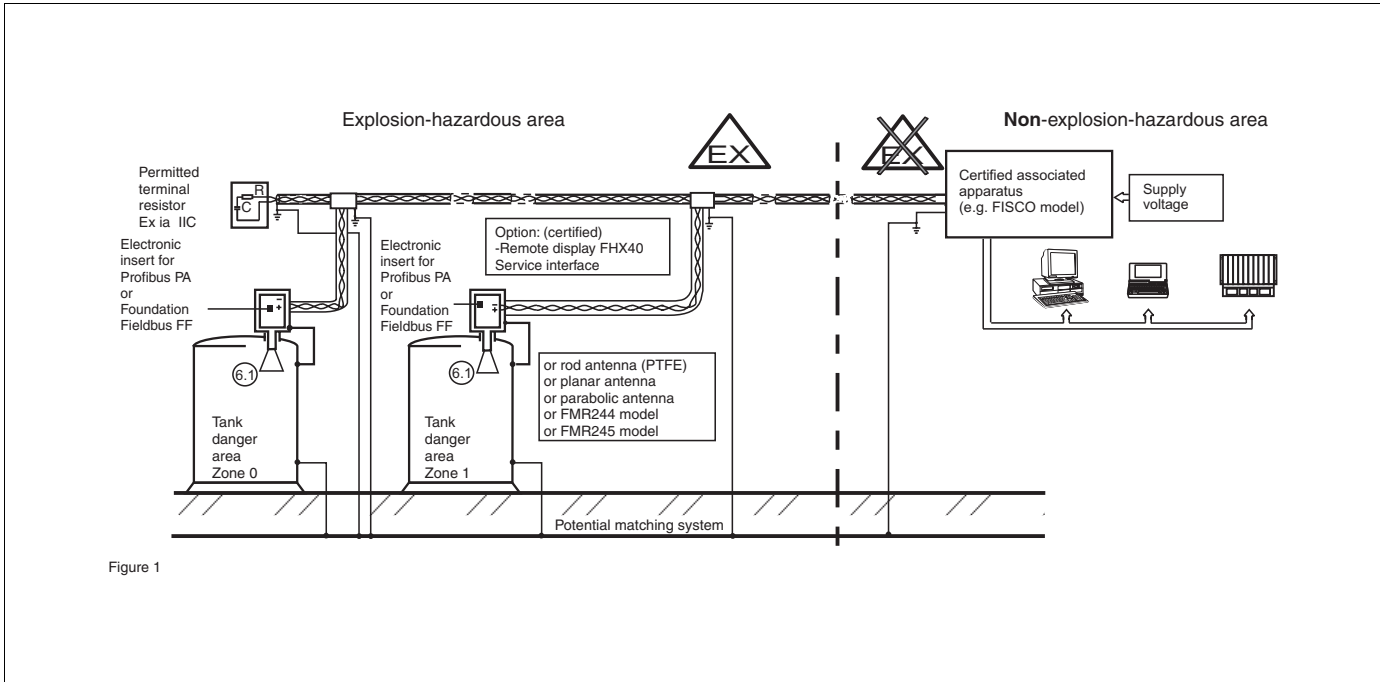 Explosion-hazardous area
EX
EX
Non-explosion-hazardous area
Permitted
terminal
resistor
Ex ia IIC
R
C
Certified associated
apparatus
(e.g. FISCO model)
Supply
voltage
Electronic
insert for
Profibus PA
or
Foundation
Fieldbus FF
Electronic
insert for
Profibus PA
or
Foundation
Fieldbus FF
Option: (certified)
-Remote display FHX40
Service interface
−
+
−
+
6.1
6.1
or rod antenna (PTFE)
or planar antenna
or parabolic antenna
or FMR244 model
or FMR245 model
Tank
danger
area
Zone 0
Tank
danger
area
Zone 1
Potential matching system
Figure 1